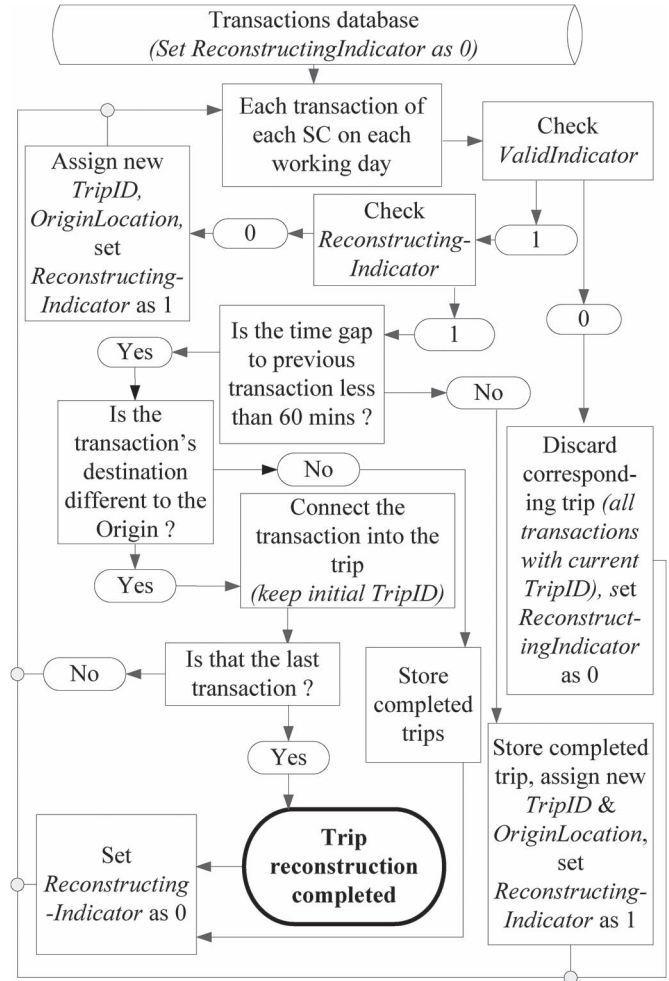 Transactions database
(Set ReconstructingIndicator as 0)
Each transaction of
each SC on each
working day
Check
ValidIndicator
Assign new
TripID,
OriginLocation,
set
Reconstructing-
Indicator as 1
0
Check
Reconstructing-
Indicator
1
0
Yes
Is the time gap
to previous
transaction less
than 60 mins ?
1
No
Is the
transaction's
destination
different to the
Origin ?
No
Discard
correspond-
ing trip (all
transactions
with current
TripID), set
Reconstruct-
ingIndicator
as 0
Yes
Connect the
transaction into the
trip
(keep initial TripID)
No
Is that the last
transaction ?
Store
completed
trips
Yes
Store completed
trip, assign new
TripID &
OriginLocation,
set
Reconstructing-
Indicator as 1
Set
Reconstructing
-Indicator as 0
Trip
reconstruction
completed